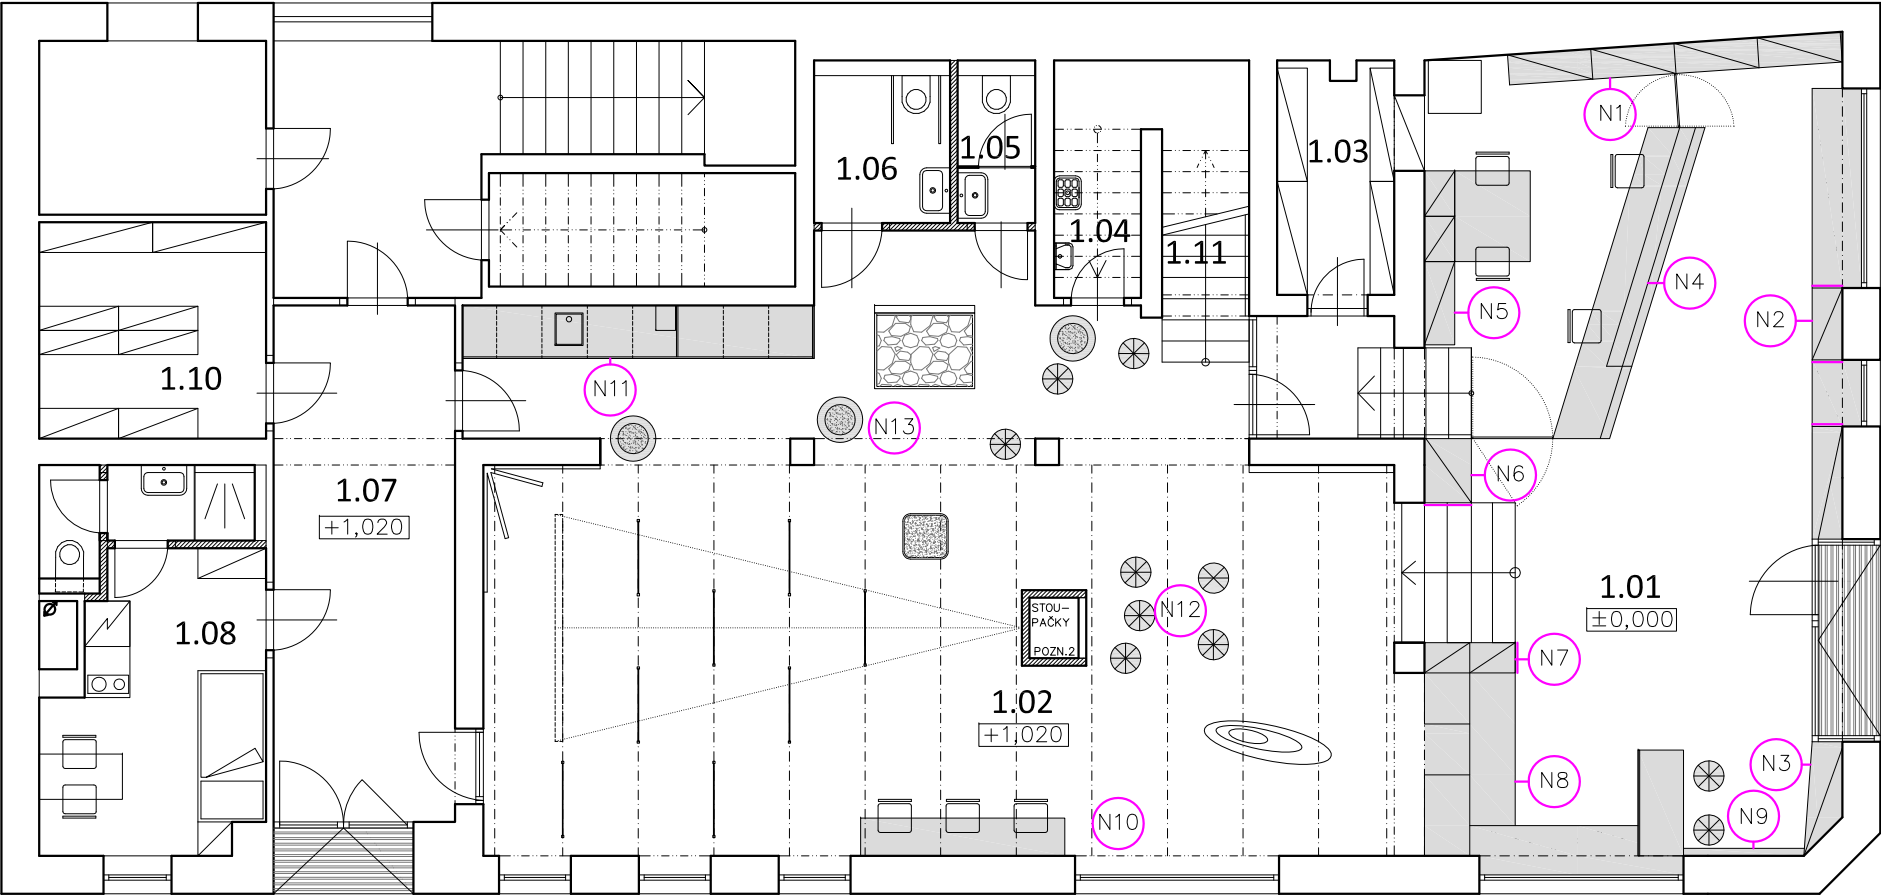 N1
1.05
1.03
1.06
1.04
1.11
N4
N5
N2
1.10
N11
N13
N6
1.07
+1,020
1.01
±0,000
STOU–
PAČKY
POZN.2
N12
1.08
N7
1.02
+1,020
N3
N8
N9
N10